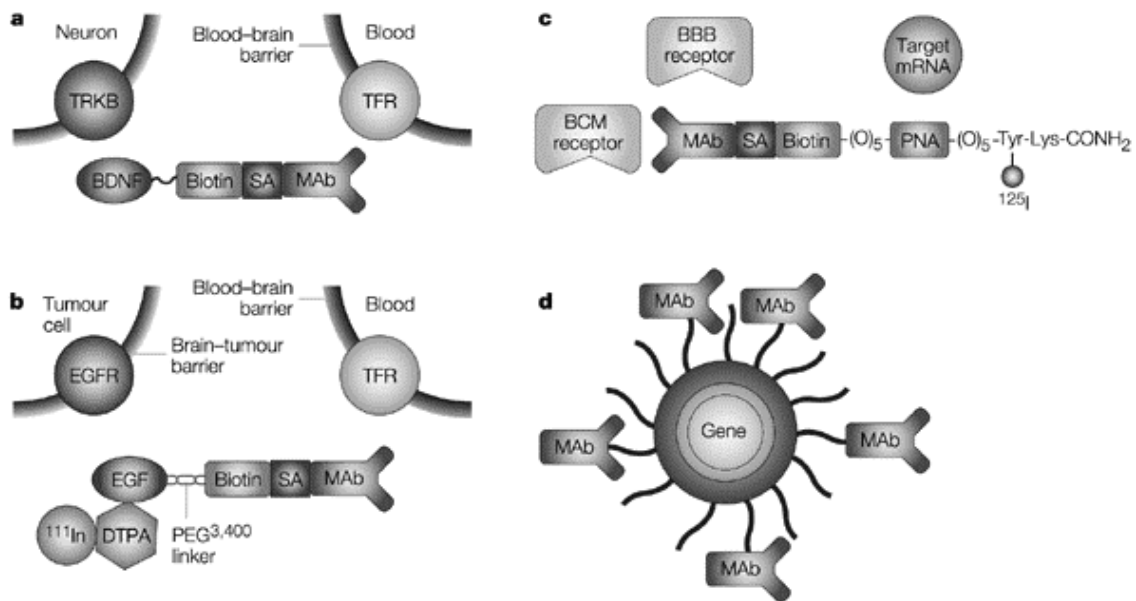 a
Neuron
Blood–brain
barrier
Blood
TRKB
TFR
BDNF
Biotin
SA
MAb
b
Tumour
cell
Blood–brain
barrier
Blood
Brain–tumour
barrier
EGFR
TFR
EGF
Biotin
SA
MAb
111In
DTPA
PEG3,400
linker
c
BBB
receptor
Target
mRNA
BCM
receptor
MAb
SA
Biotin
–(O)5–
PNA
–(O)5–Tyr–Lys–CONH2
125I
d
MAb
MAb
Gene
MAb
MAb
MAb